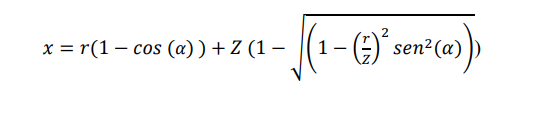 x = r(1 − cos (α) ) + Z (1 − √((1 − (r/Z)² sen²(α))))